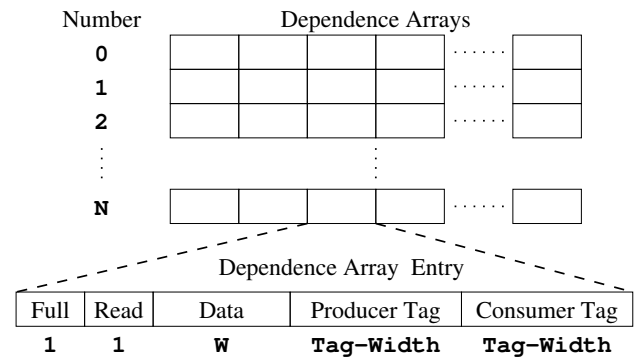 Number Dependence Arrays
0
1
2
N
Dependence Array Entry
Full Read Data Producer Tag Consumer Tag
1 1 W Tag-Width Tag-Width